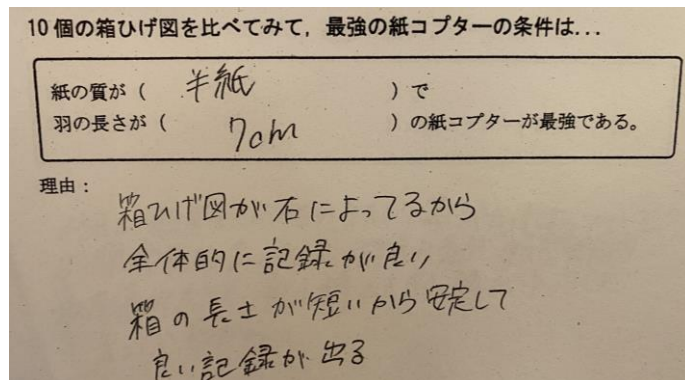 10個の箱ひげ図を比べてみて，最強の紙コプターの条件は...
紙の質が（ 半紙 ）で
羽の長さが（ 7cm ）の紙コプターが最強である。
理由：
箱ひげ図が右によってるから
全体的に記録が良い
箱の長さが短いから安定して
良い記録が出る